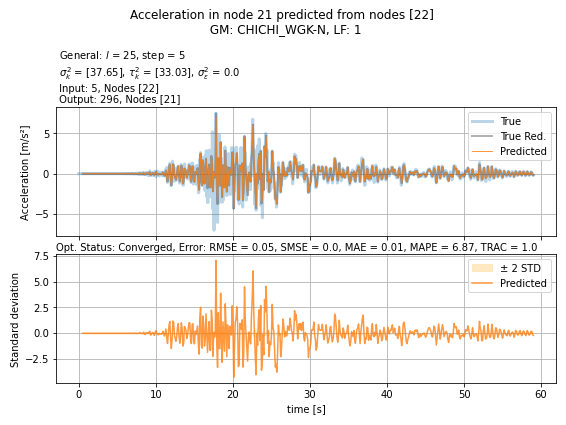 Acceleration in node 21 predicted from nodes [22]
GM: CHICHI_WGK-N, LF: 1
General: l = 25, step = 5
σ²ₖ = [37.65], τ²ₖ = [33.03], σ²ε = 0.0
Input: 5, Nodes [22]
Output: 296, Nodes [21]
Acceleration [m/s²]
5
0
−5
True
True Red.
Predicted
Opt. Status: Converged, Error: RMSE = 0.05, SMSE = 0.0, MAE = 0.01, MAPE = 6.87, TRAC = 1.0
Standard deviation
7.5
5.0
2.5
0.0
−2.5
± 2 STD
Predicted
0 10 20 30 40 50 60
time [s]